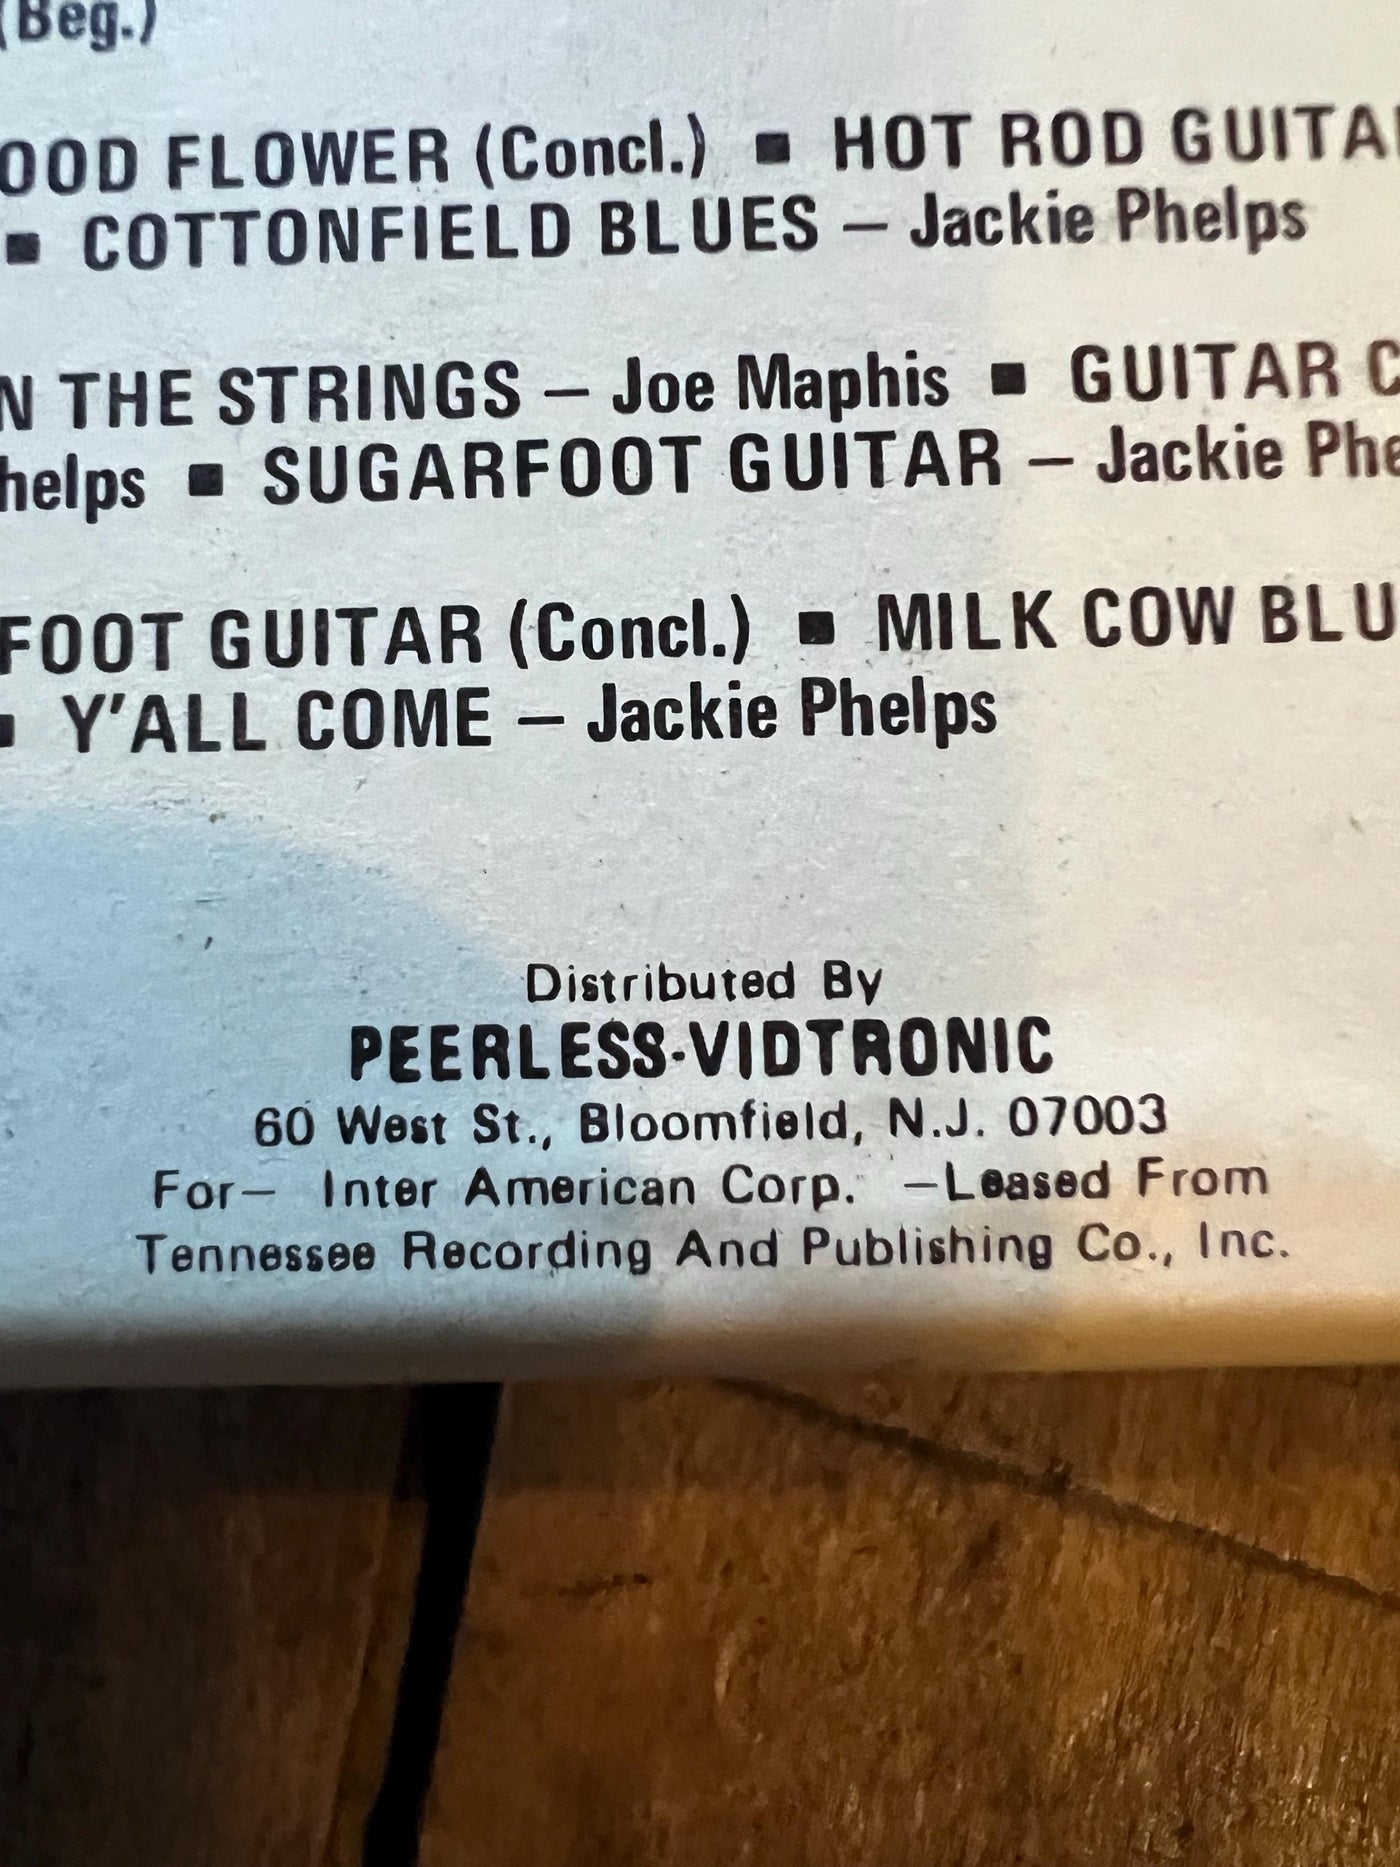 (Beg.)
OOD FLOWER (Concl.) ■ HOT ROD GUITA
■ COTTONFIELD BLUES – Jackie Phelps
N THE STRINGS – Joe Maphis ■ GUITAR C
helps ■ SUGARFOOT GUITAR – Jackie Phe
FOOT GUITAR (Concl.) ■ MILK COW BLU
■ Y'ALL COME – Jackie Phelps
Distributed By
PEERLESS-VIDTRONIC
60 West St., Bloomfield, N.J. 07003
For– Inter American Corp. –Leased From
Tennessee Recording And Publishing Co., Inc.